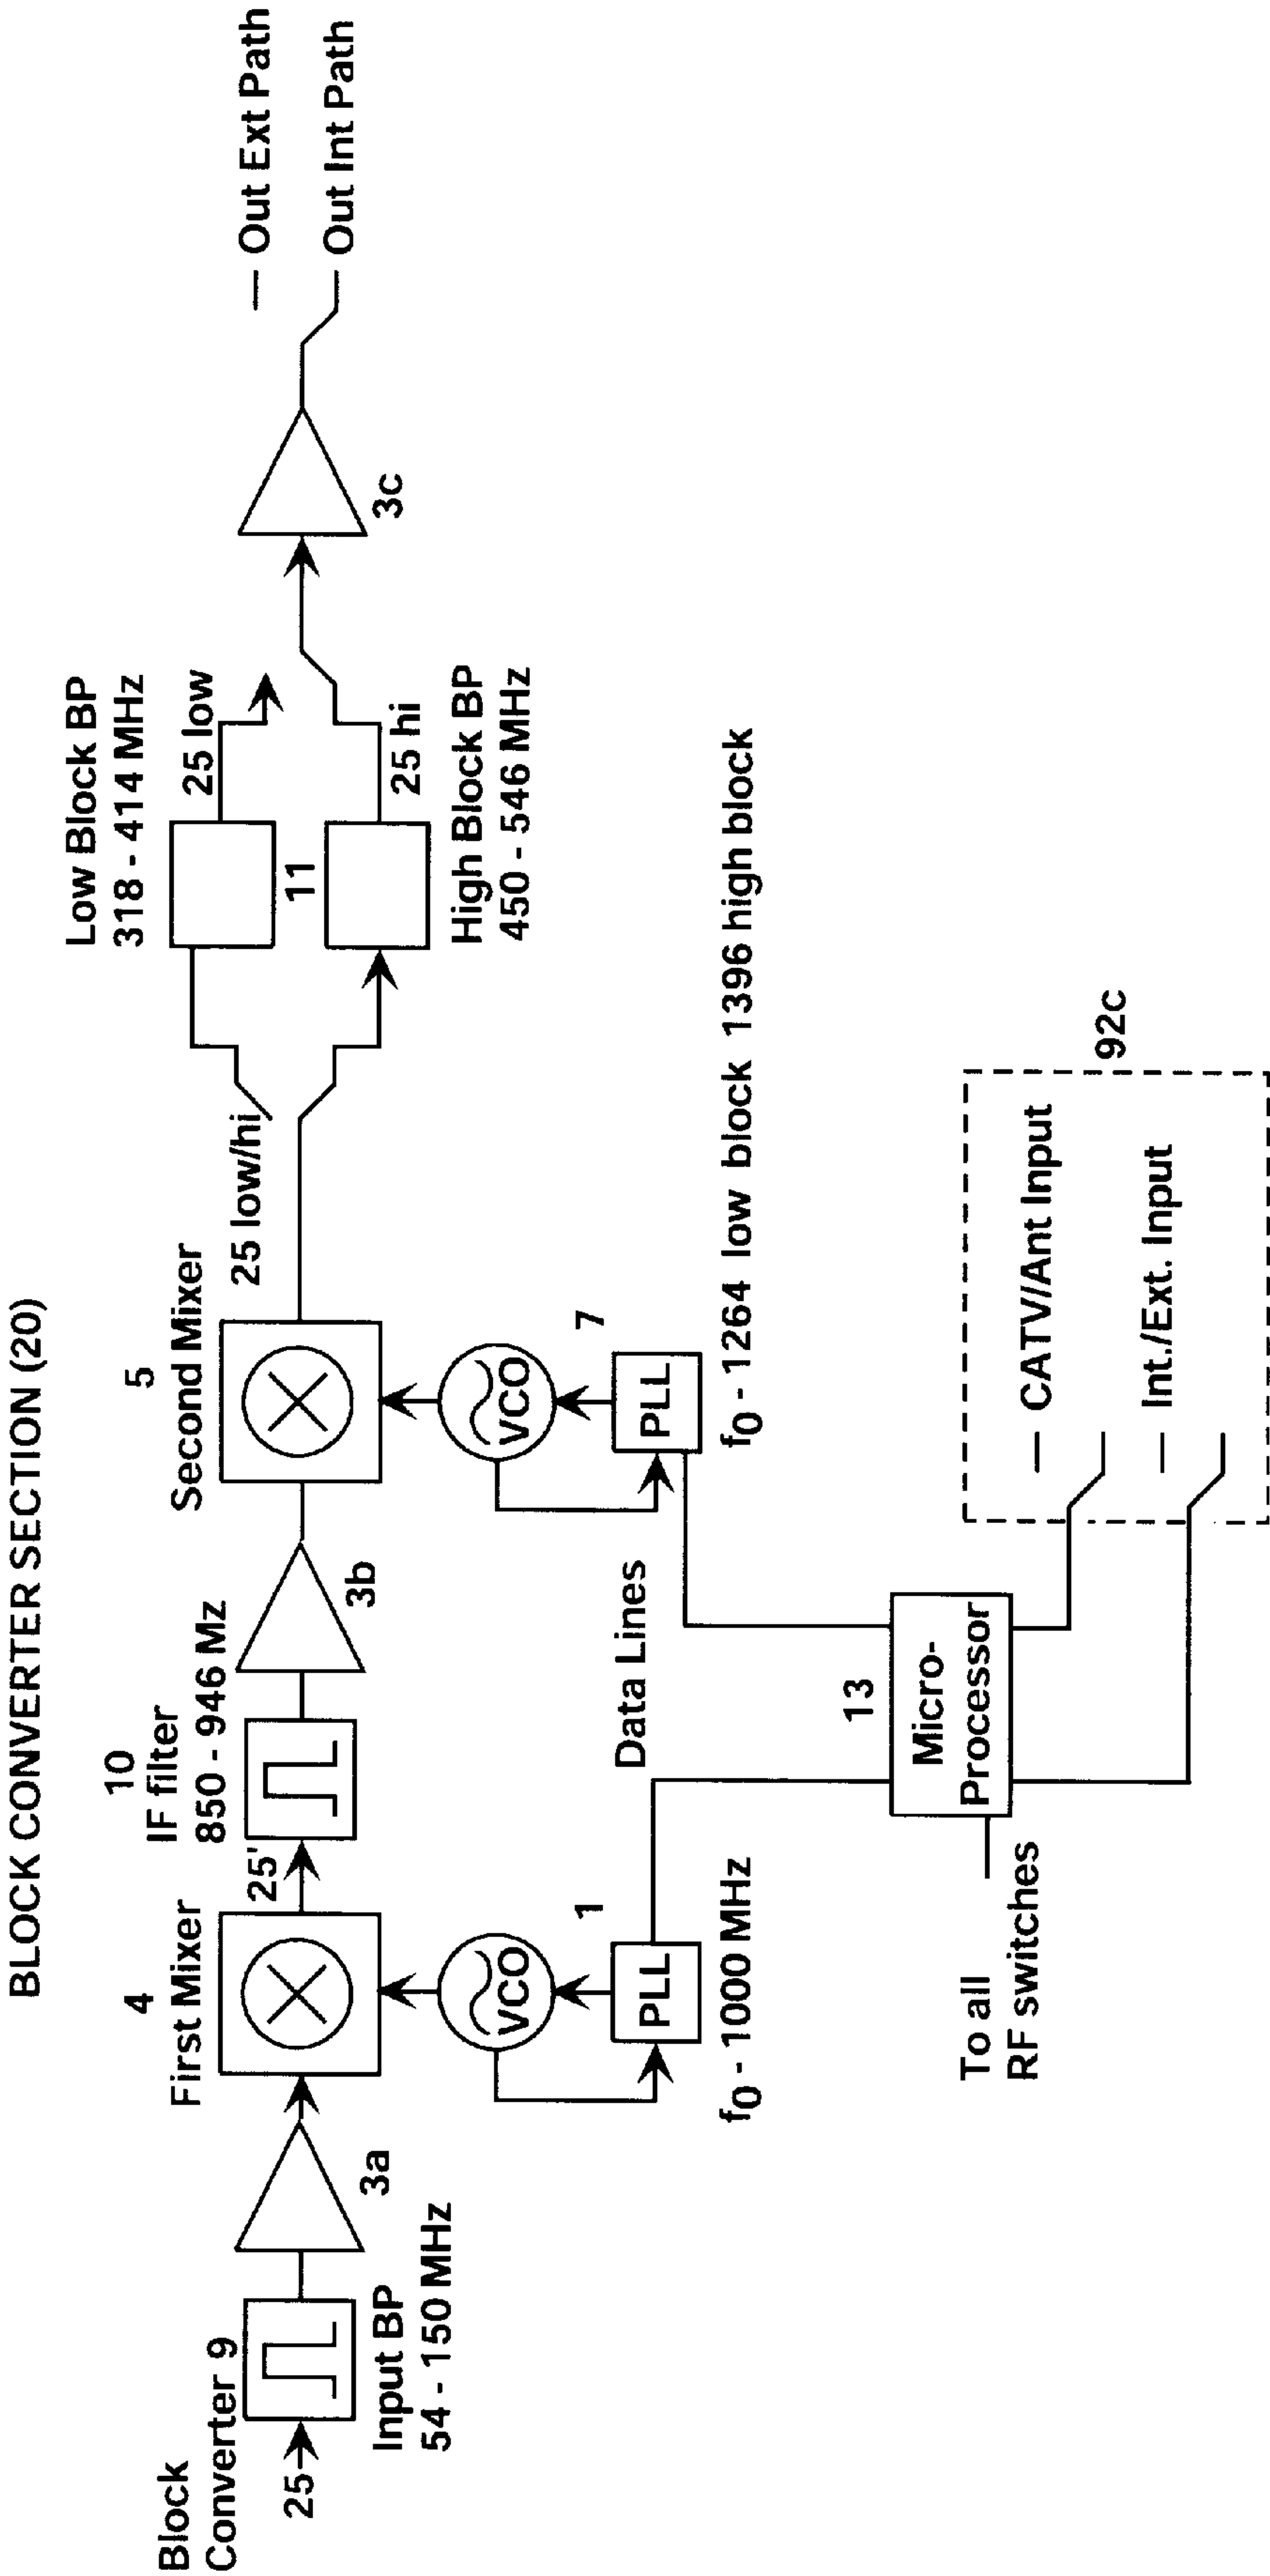 BLOCK CONVERTER SECTION (20)
Block
Converter 9
25
Input BP
54 - 150 MHz
3a
4
First Mixer
25'
VCO
1
PLL
f0 - 1000 MHz
10
IF filter
850 - 946 Mz
3b
5
Second Mixer
VCO
7
PLL
f0 - 1264 low block 1396 high block
25 low/hi
Low Block BP
318 - 414 MHz
25 low
11
25 hi
High Block BP
450 - 546 MHz
3c
Out Ext Path
Out Int Path
Data Lines
13
Micro-
Processor
To all
RF switches
CATV/Ant Input
Int./Ext. Input
92c